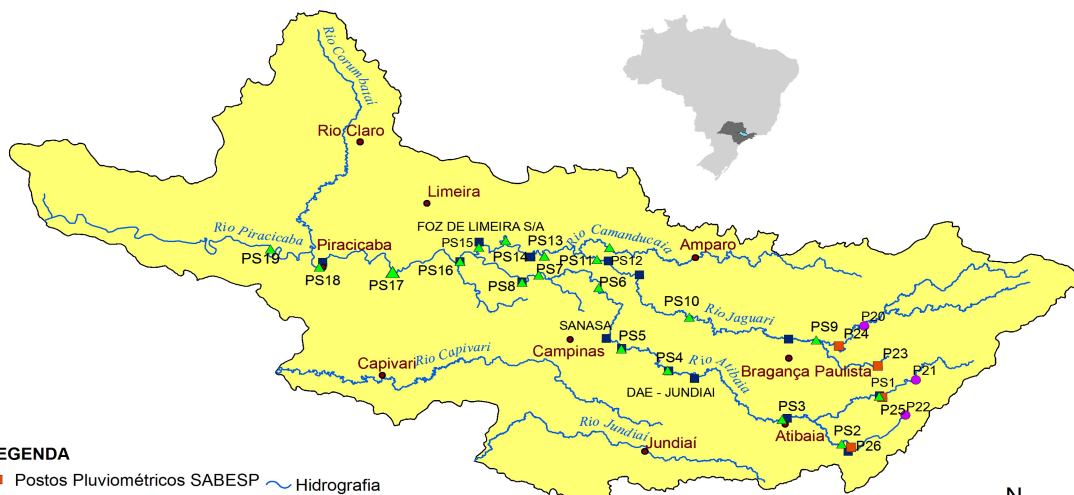 Rio Corumbataí
Rio Claro
Limeira
FOZ DE LIMEIRA S/A
Rio Piracicaba
Piracicaba
PS19
PS18
PS17
PS16
PS15
PS14
PS13
Rio Camanducaia
Amparo
PS11
PS12
PS7
PS8
PS6
PS10
Rio Jaguari
PS9
P20
P24
P23
P21
SANASA
PS5
Campinas
PS4
Rio Atibaia
Bragança Paulista
DAE - JUNDIAI
PS1
P25
P22
Capivari
Rio Capivari
PS3
Atibaia
PS2
P26
Rio Jundiaí
Jundiaí
EGENDA
Postos Pluviométricos SABESP
Hidrografia
N